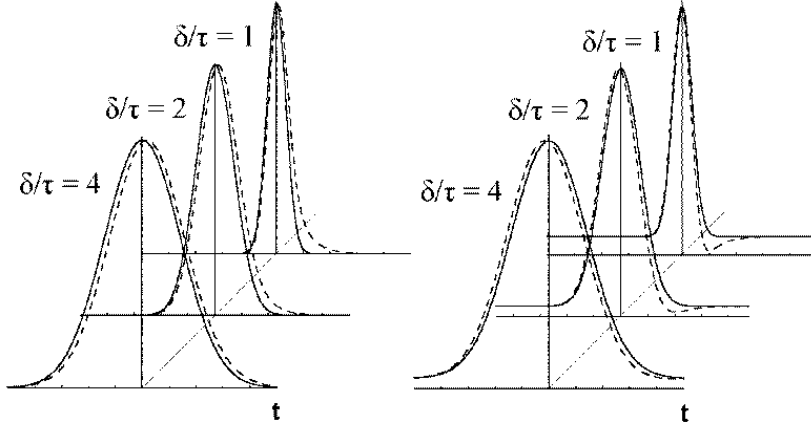 δ/τ = 1
δ/τ = 2
δ/τ = 4
t
δ/τ = 1
δ/τ = 2
δ/τ = 4
t